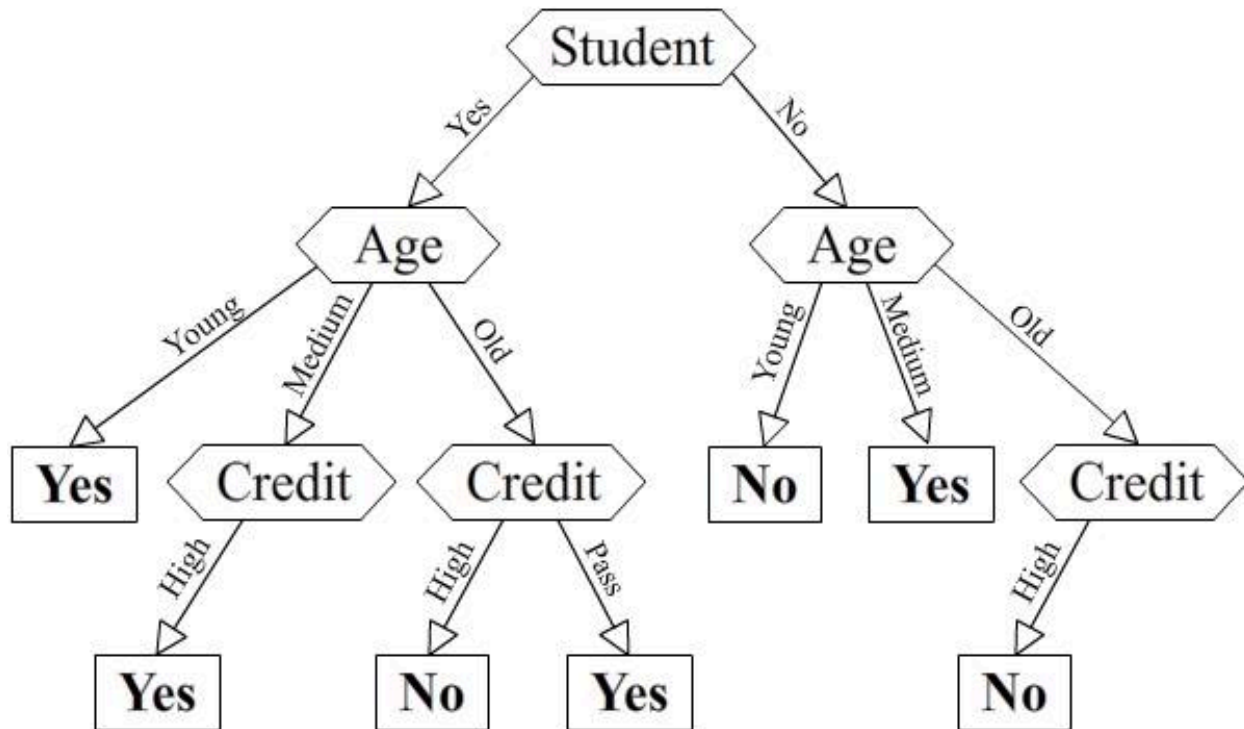 Student
Yes
No
Age
Age
Young
Medium
Old
Young
Medium
Old
Yes
Credit
Credit
No
Yes
Credit
High
High
Pass
High
Yes
No
Yes
No